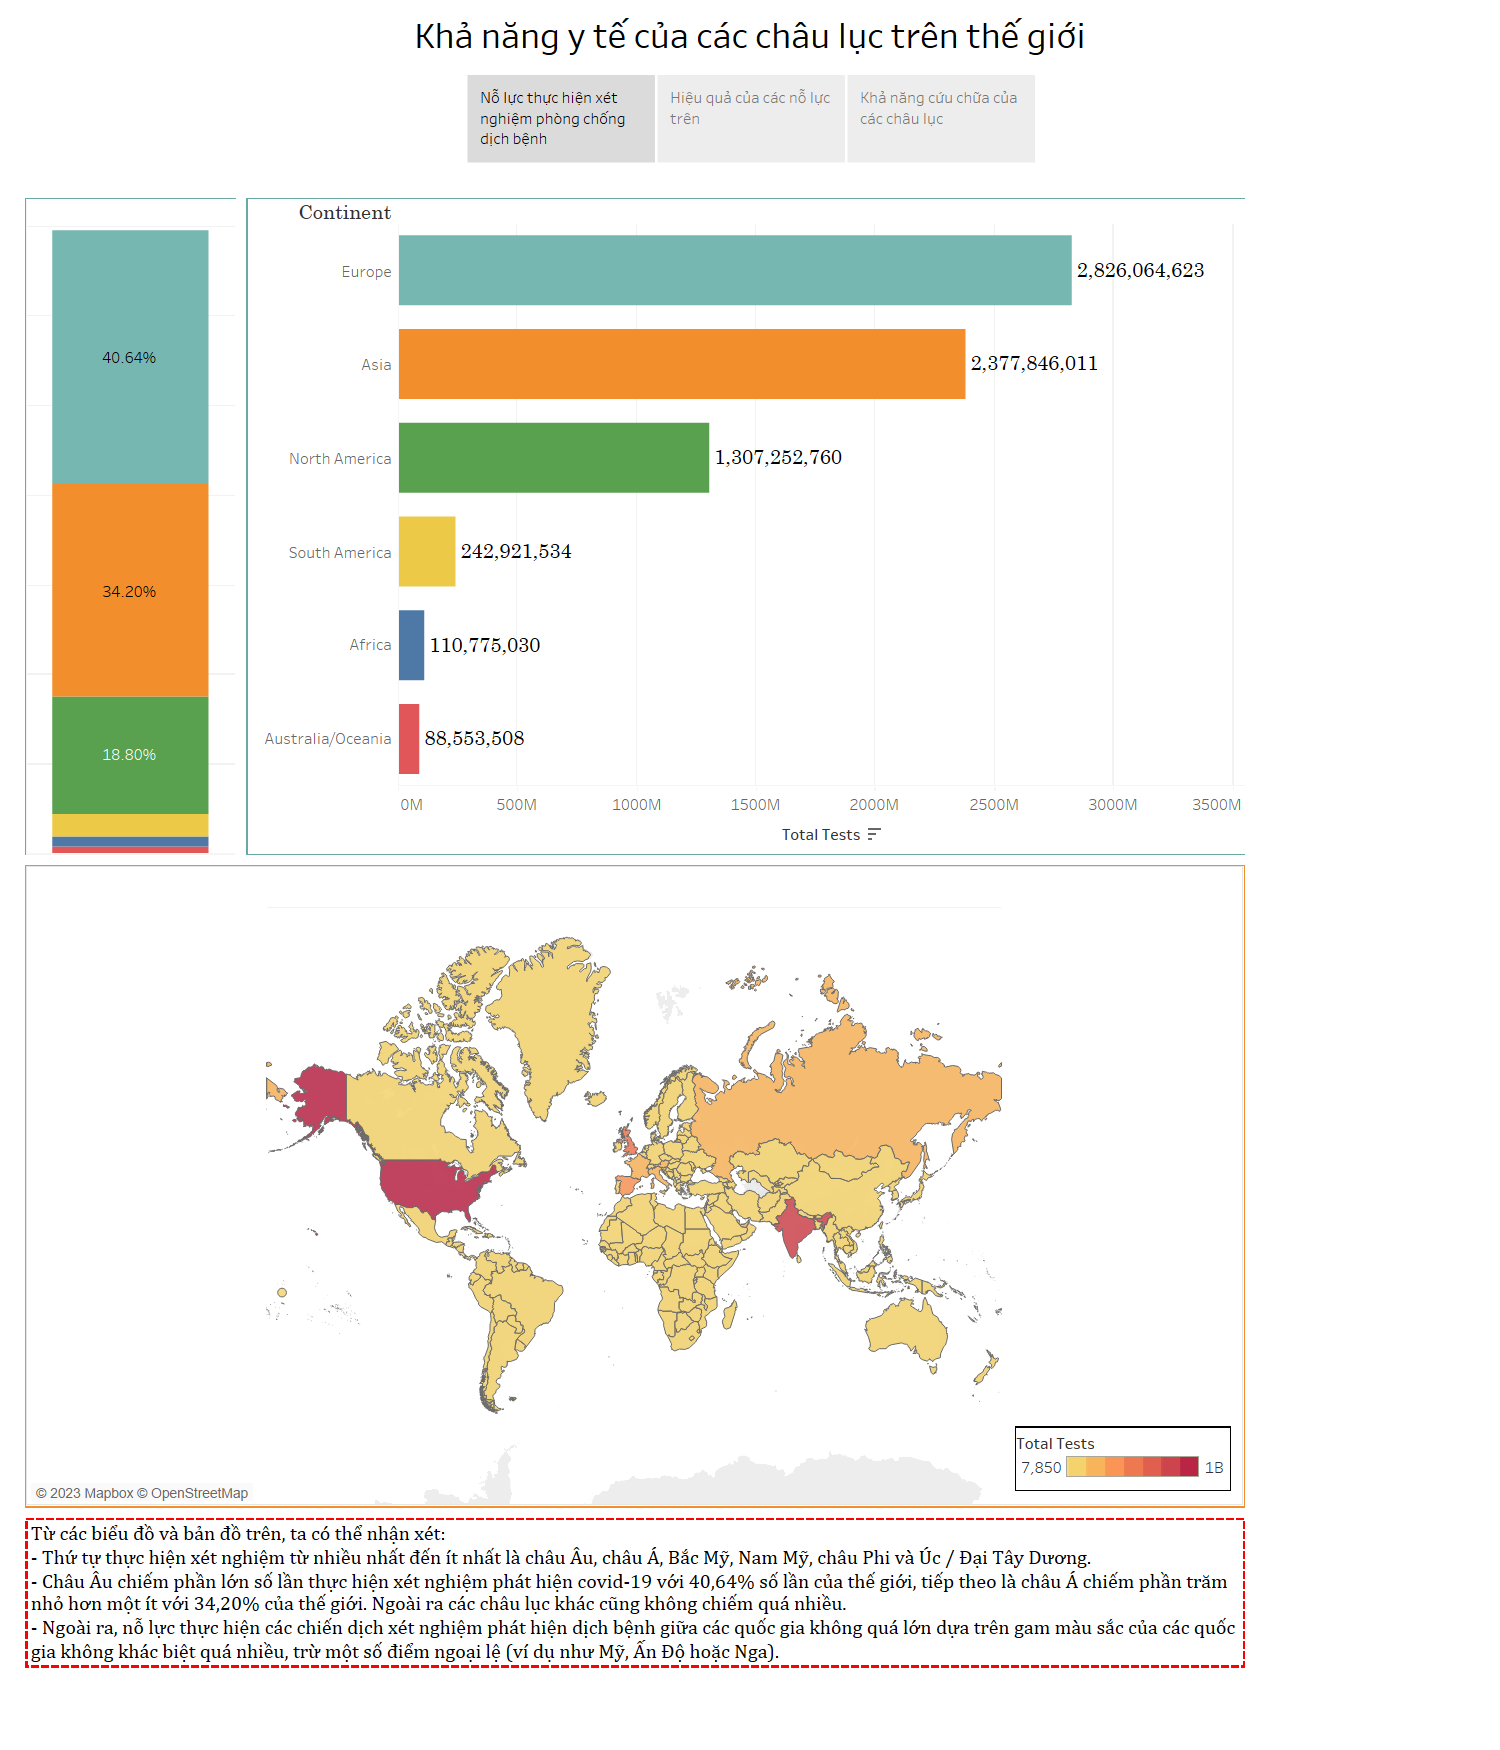 Khả năng y tế của các châu lục trên thế giới
Nỗ lực thực hiện xét
nghiệm phòng chống
dịch bệnh
Hiệu quả của các nỗ lực
trên
Khả năng cứu chữa của
các châu lục
40.64%
34.20%
18.80%
Continent
Europe
2,826,064,623
Asia
2,377,846,011
North America
1,307,252,760
South America
242,921,534
Africa
110,775,030
Australia/Oceania
88,553,508
0M 500M 1000M 1500M 2000M 2500M 3000M 3500M
Total Tests
Total Tests
7,850 1B
© 2023 Mapbox © OpenStreetMap
Từ các biểu đồ và bản đồ trên, ta có thể nhận xét:
- Thứ tự thực hiện xét nghiệm từ nhiều nhất đến ít nhất là châu Âu, châu Á, Bắc Mỹ, Nam Mỹ, châu Phi và Úc / Đại Tây Dương.
- Châu Âu chiếm phần lớn số lần thực hiện xét nghiệm phát hiện covid-19 với 40,64% số lần của thế giới, tiếp theo là châu Á chiếm phần trăm
nhỏ hơn một ít với 34,20% của thế giới. Ngoài ra các châu lục khác cũng không chiếm quá nhiều.
- Ngoài ra, nỗ lực thực hiện các chiến dịch xét nghiệm phát hiện dịch bệnh giữa các quốc gia không quá lớn dựa trên gam màu sắc của các quốc
gia không khác biệt quá nhiều, trừ một số điểm ngoại lệ (ví dụ như Mỹ, Ấn Độ hoặc Nga).